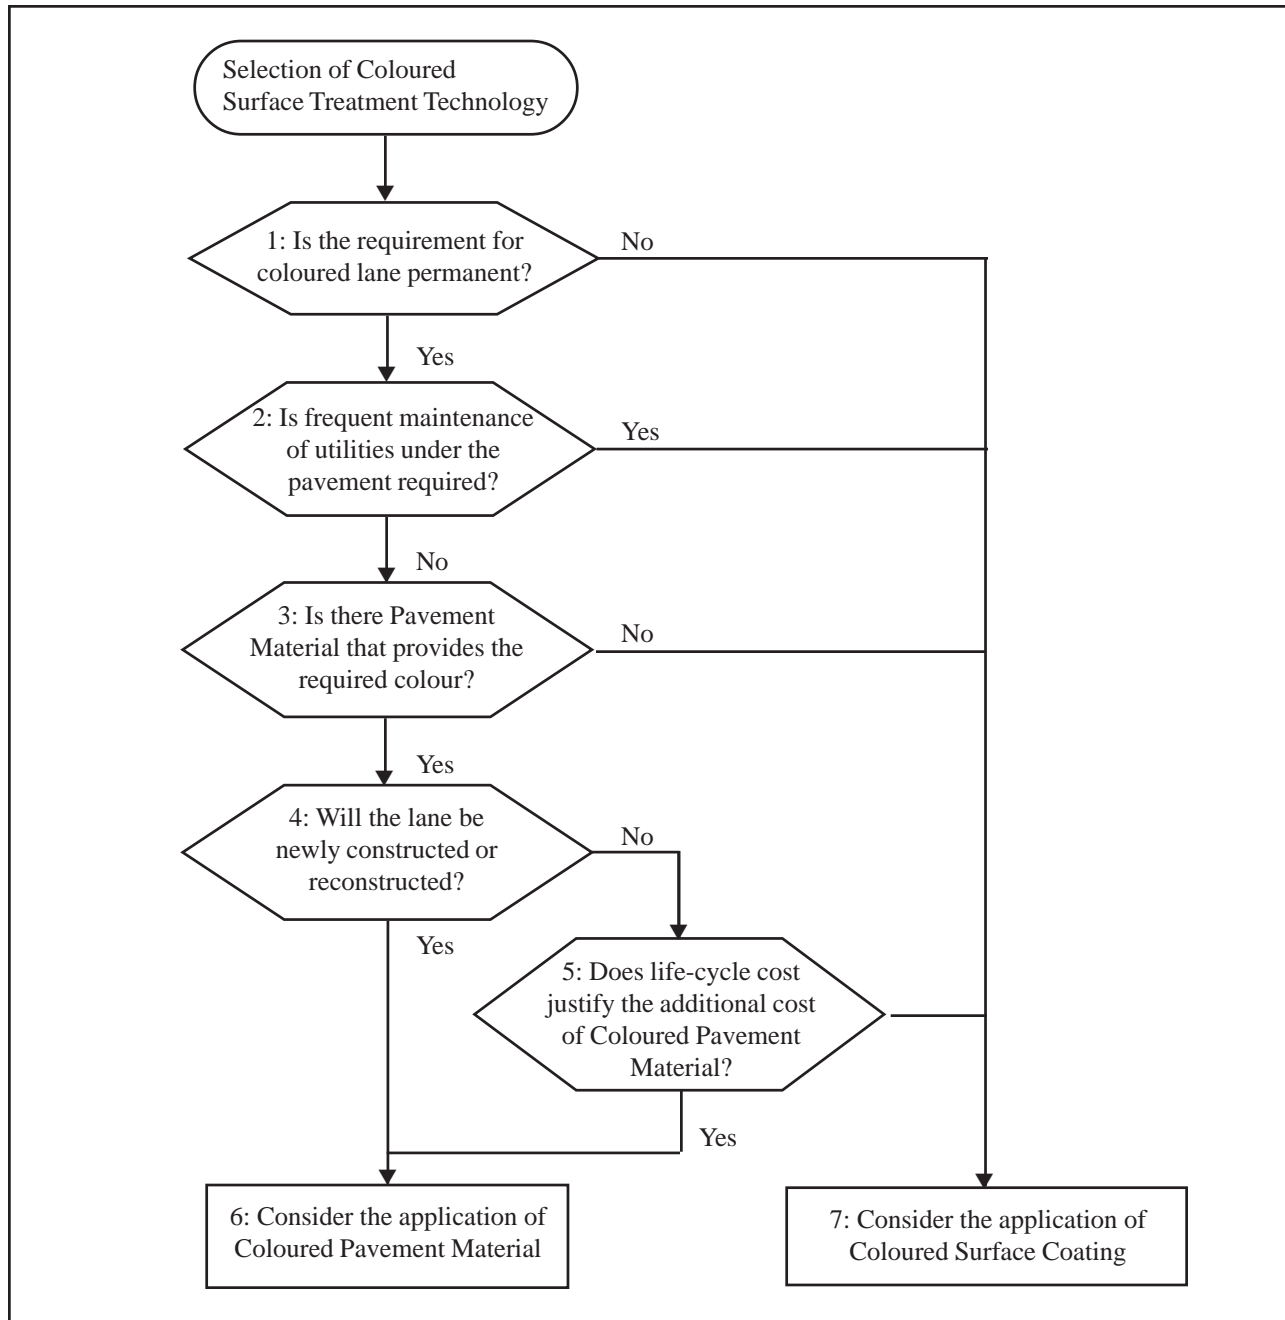 Selection of Coloured
Surface Treatment Technology
1: Is the requirement for
coloured lane permanent?
No
Yes
2: Is frequent maintenance
of utilities under the
pavement required?
Yes
No
3: Is there Pavement
Material that provides the
required colour?
No
Yes
4: Will the lane be
newly constructed or
reconstructed?
No
Yes
5: Does life-cycle cost
justify the additional cost
of Coloured Pavement
Material?
Yes
6: Consider the application of
Coloured Pavement Material
7: Consider the application of
Coloured Surface Coating